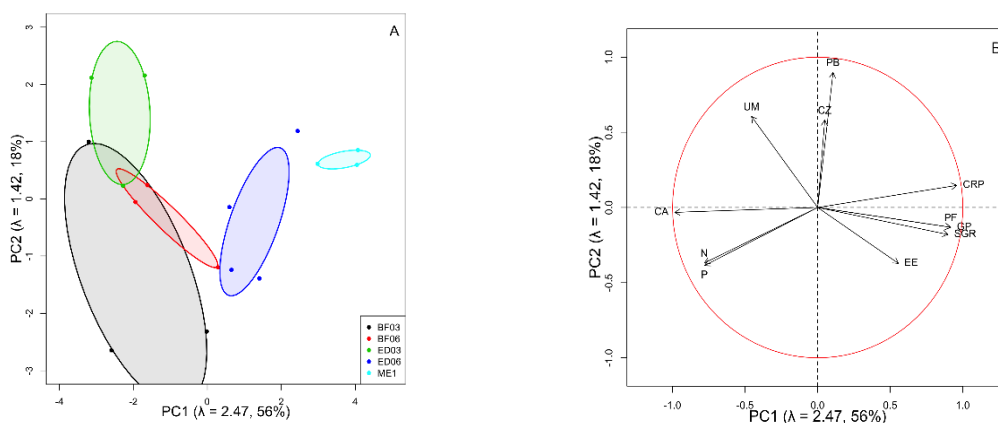 A
3
2
1
0
-1
-2
-3
PC2 (λ = 1.42, 18%)
-4
-2
0
2
4
PC1 (λ = 2.47, 56%)
BF03
BF06
ED03
ED06
ME1
1.0
0.5
0.0
-0.5
-1.0
PC2 (λ = 1.42, 18%)
PB
UM
CZ
CRP
CA
PF
GP
SGR
N
P
EE
-1.0
-0.5
0.0
0.5
1.0
PC1 (λ = 2.47, 56%)